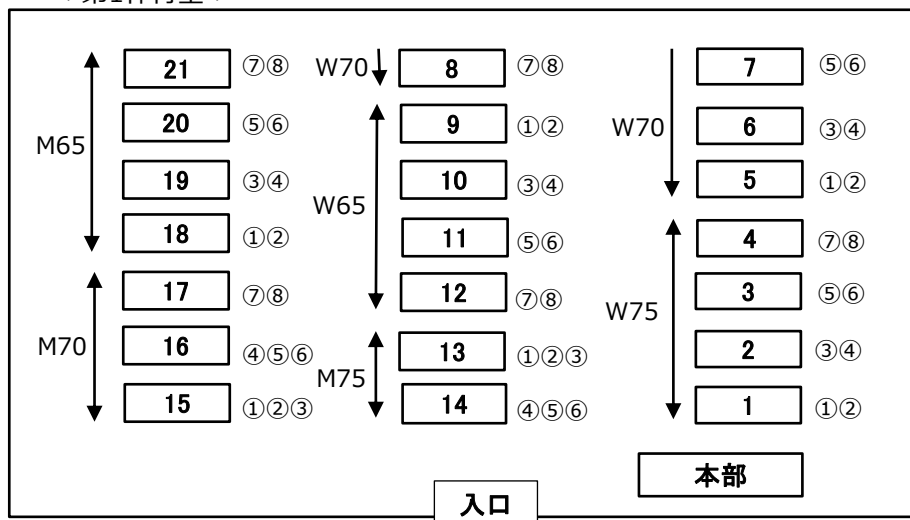 21 ⑦⑧ W70 8 ⑦⑧ 7 ⑤⑥
20 ⑤⑥ 9 ①② W70 6 ③④
M65
19 ③④ 10 ③④ 5 ①②
W65
18 ①② 11 ⑤⑥ 4 ⑦⑧
17 ⑦⑧ 12 ⑦⑧ W75 3 ⑤⑥
M70 16 ④⑤⑥ 13 ①②③ 2 ③④
M75
15 ①②③ 14 ④⑤⑥ 1 ①②
本部
入口